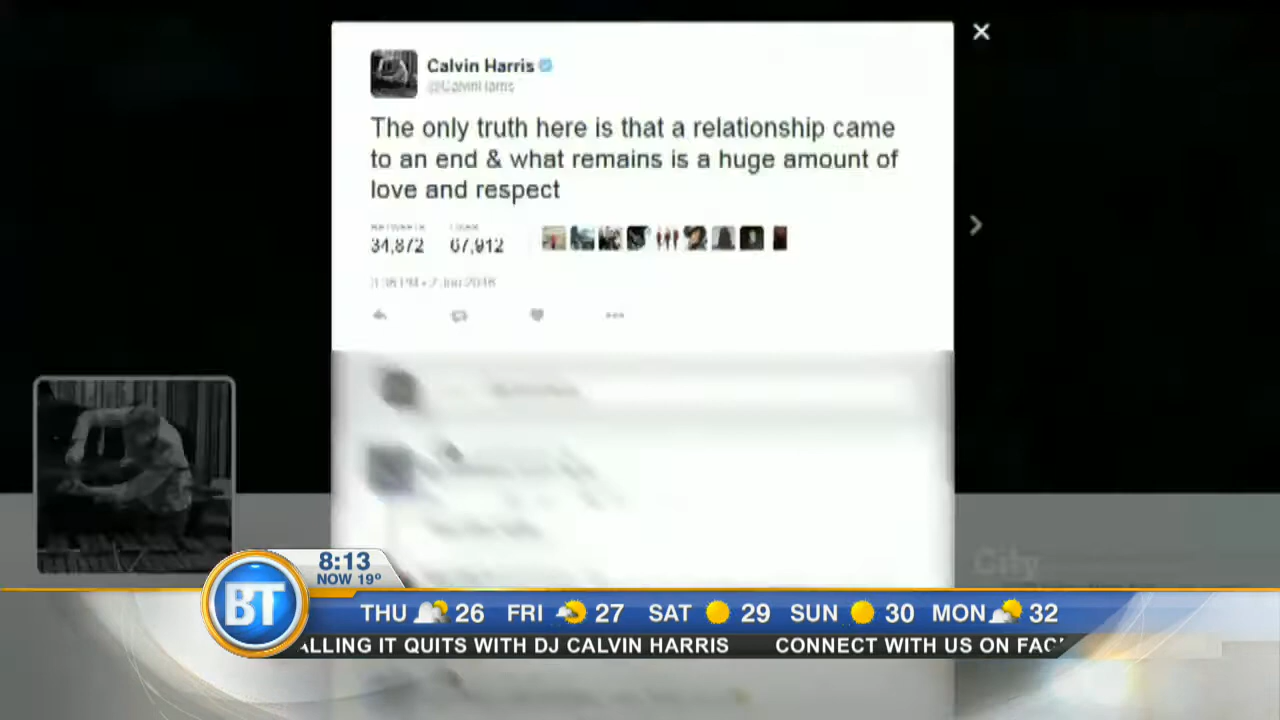 Calvin Harris
@CalvinHarris
The only truth here is that a relationship came
to an end & what remains is a huge amount of
love and respect
RETWEETS LIKES
34,872 67,912
City
8:13
NOW 19°
BT
THU 26 FRI 27 SAT 29 SUN 30 MON 32
ALLING IT QUITS WITH DJ CALVIN HARRIS CONNECT WITH US ON FAC